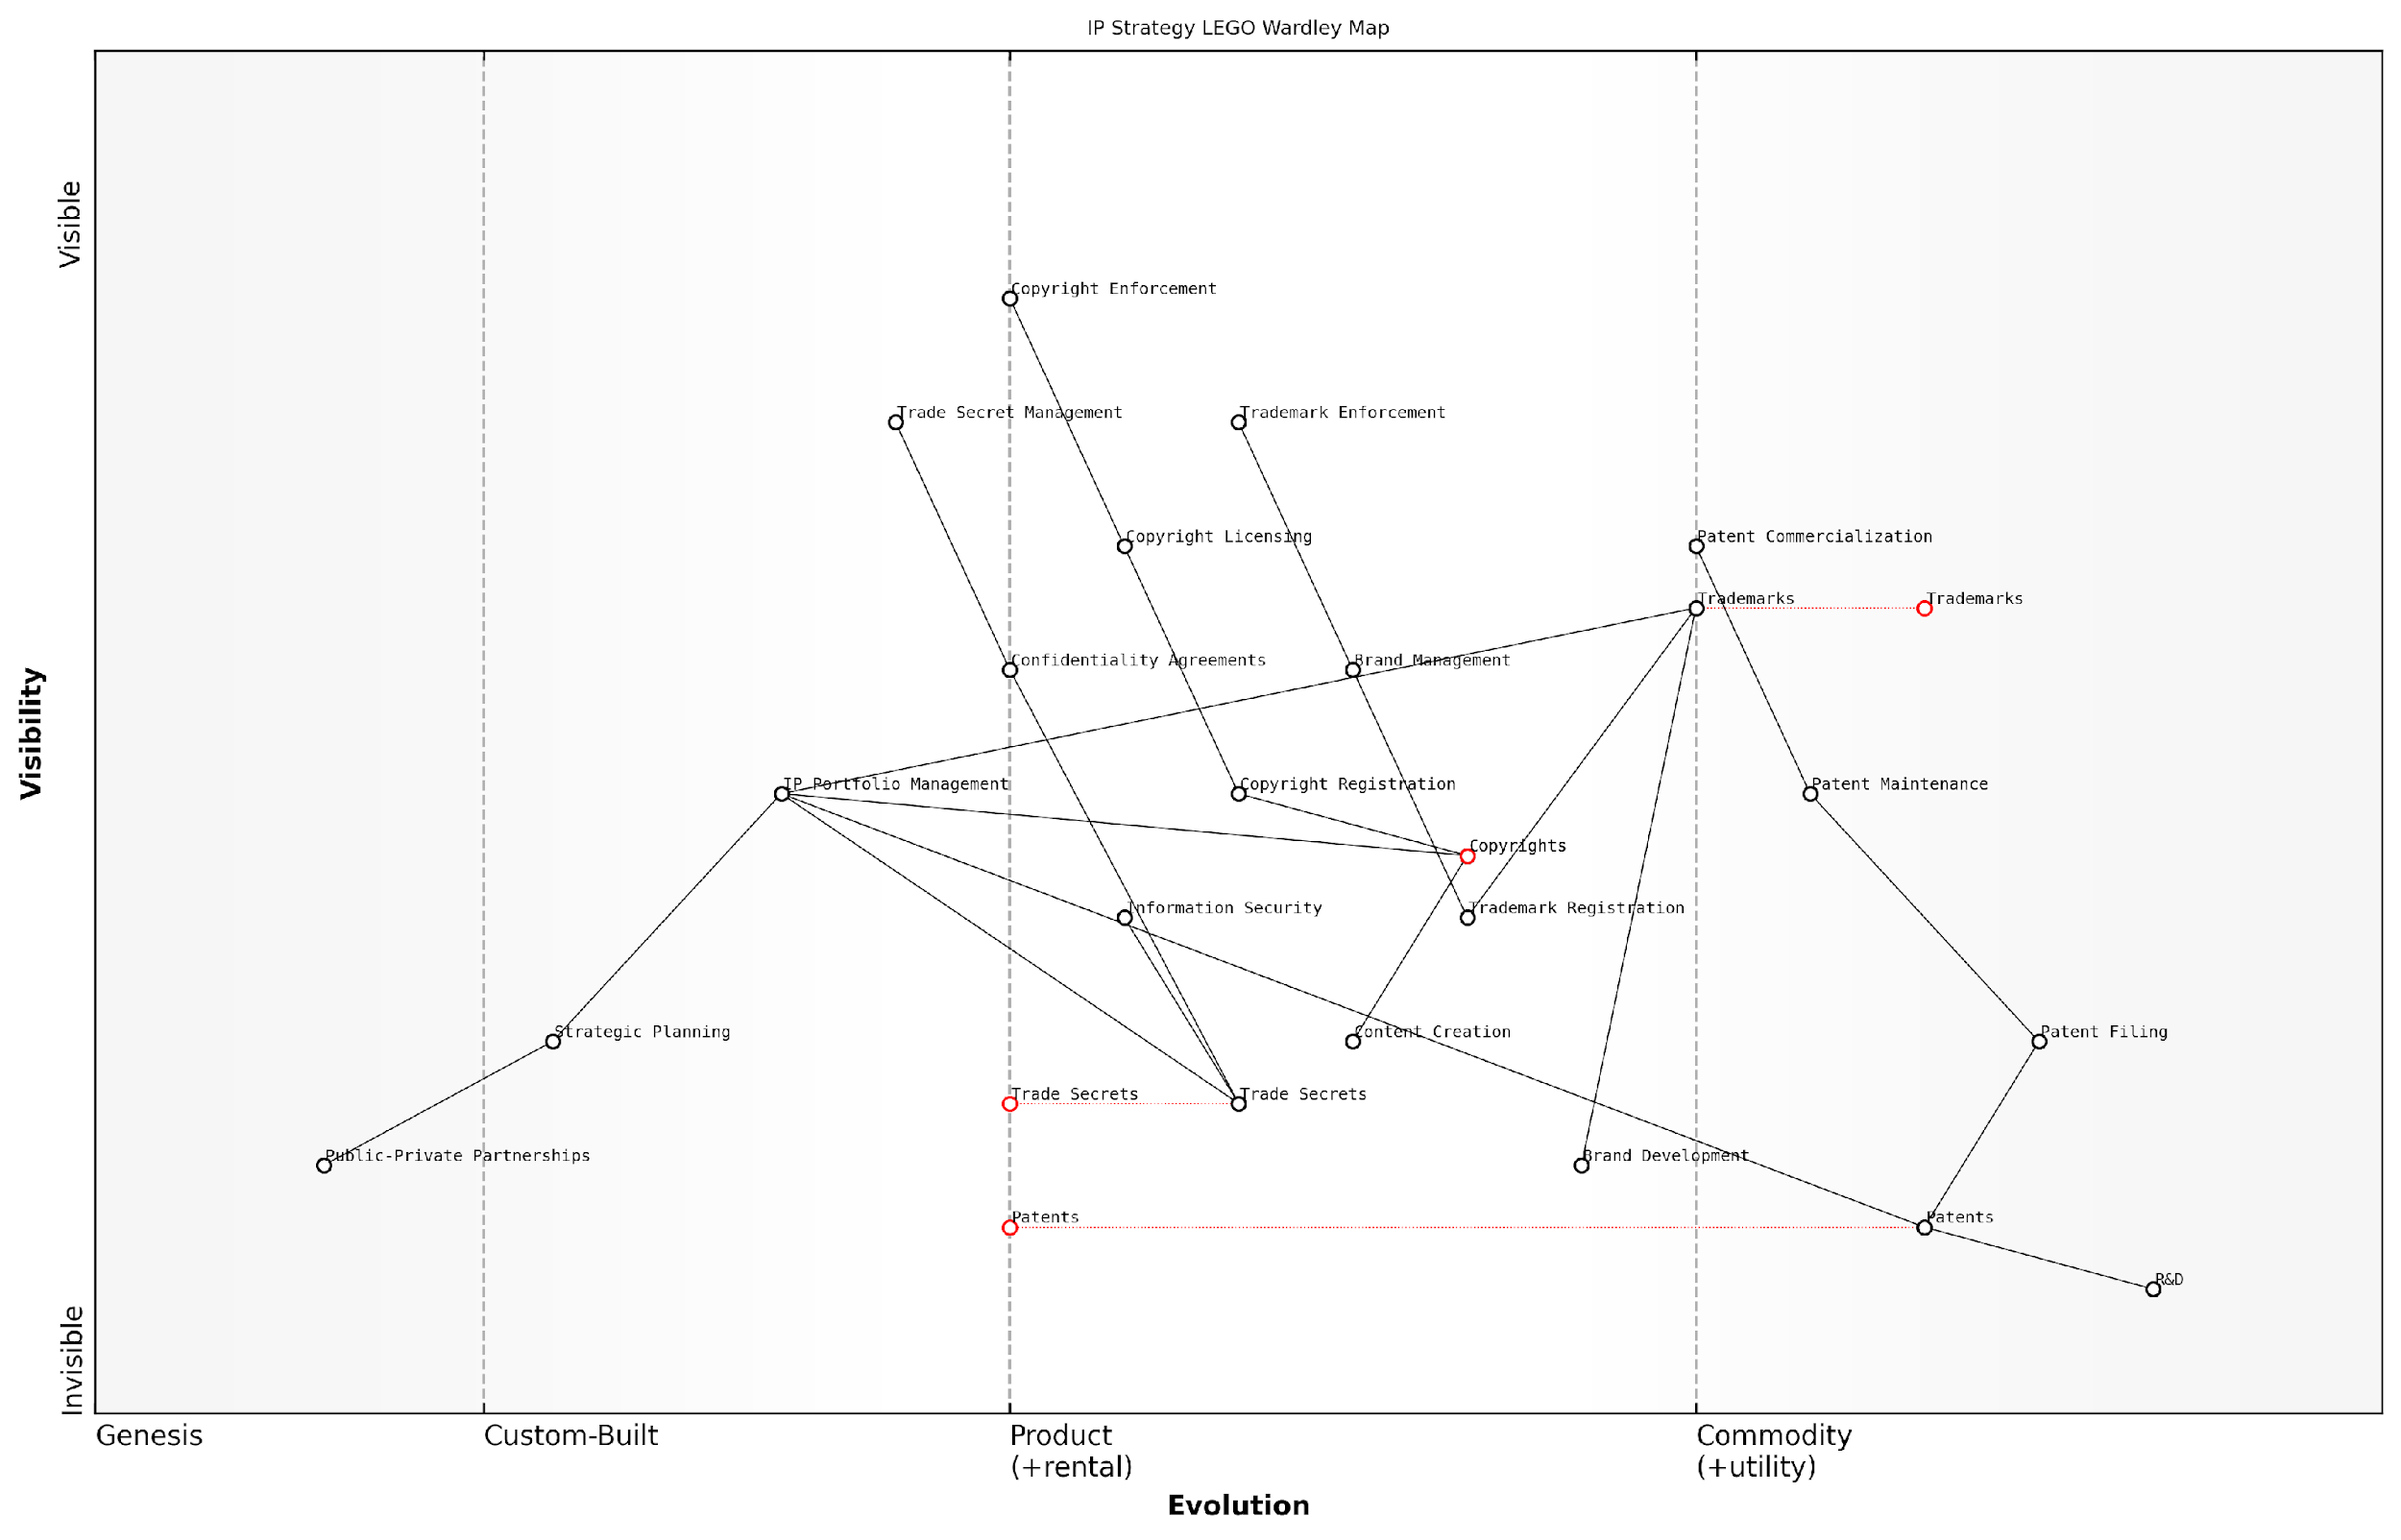 IP Strategy LEGO Wardley Map
Visible
Copyright Enforcement
Trade Secret Management
Trademark Enforcement
Copyright Licensing
Patent Commercialization
Trademarks
Trademarks
Confidentiality Agreements
Brand Management
Visibility
IP Portfolio Management
Copyright Registration
Patent Maintenance
Copyrights
Information Security
Trademark Registration
Strategic Planning
Content Creation
Patent Filing
Trade Secrets
Trade Secrets
Public-Private Partnerships
Brand Development
Patents
Patents
R&D
Invisible
Genesis
Custom-Built
Product
(+rental)
Commodity
(+utility)
Evolution